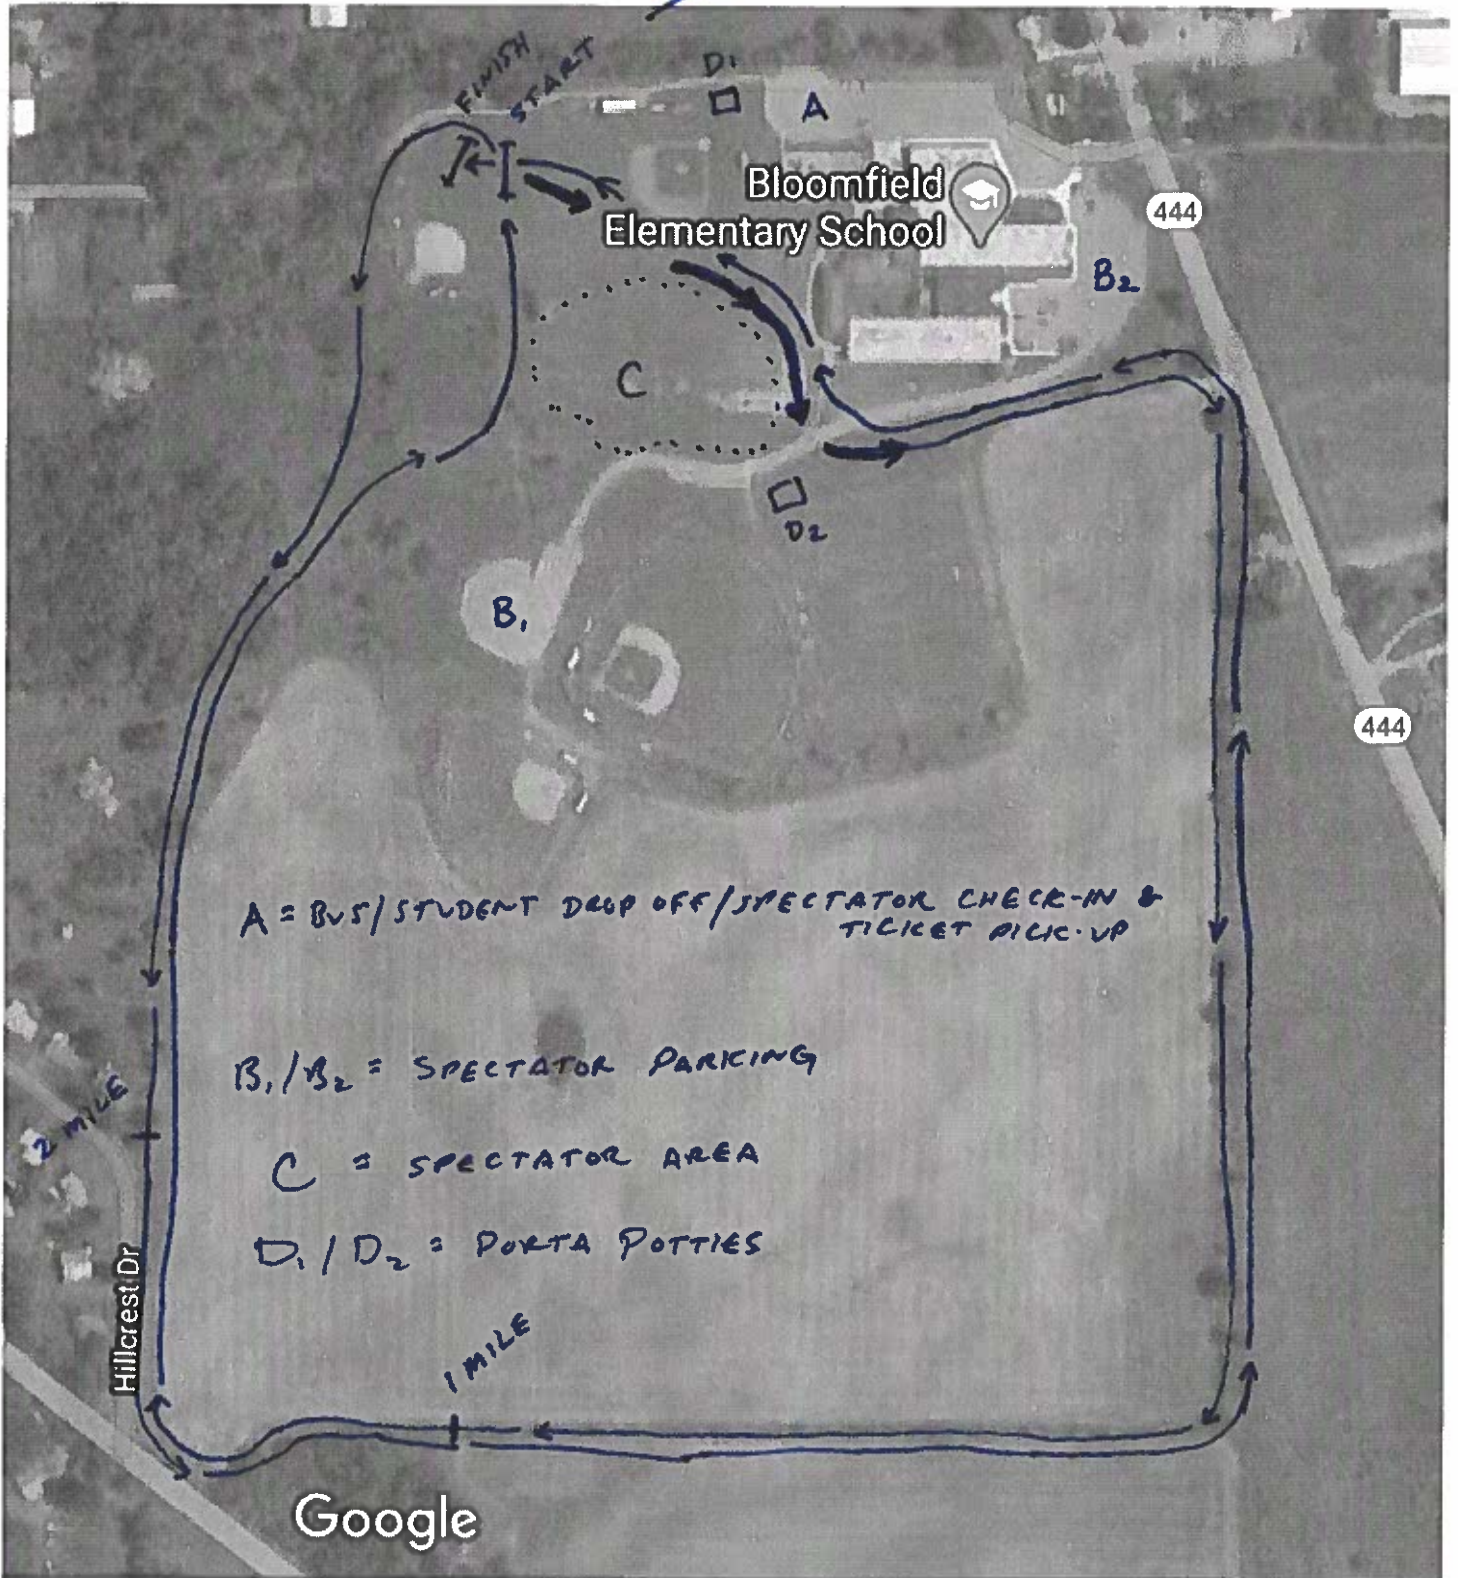 FINISH
START
D1
A
Bloomfield
Elementary School
444
B2
C
D2
B1
444
A = BUS/STUDENT DROP OFF/SPECTATOR CHECK-IN &
TICKET PICK-UP
B1/B2 = SPECTATOR PARKING
2 MILE
C = SPECTATOR AREA
D1/D2 = PORTA POTTIES
Hillcrest Dr
1 MILE
Google